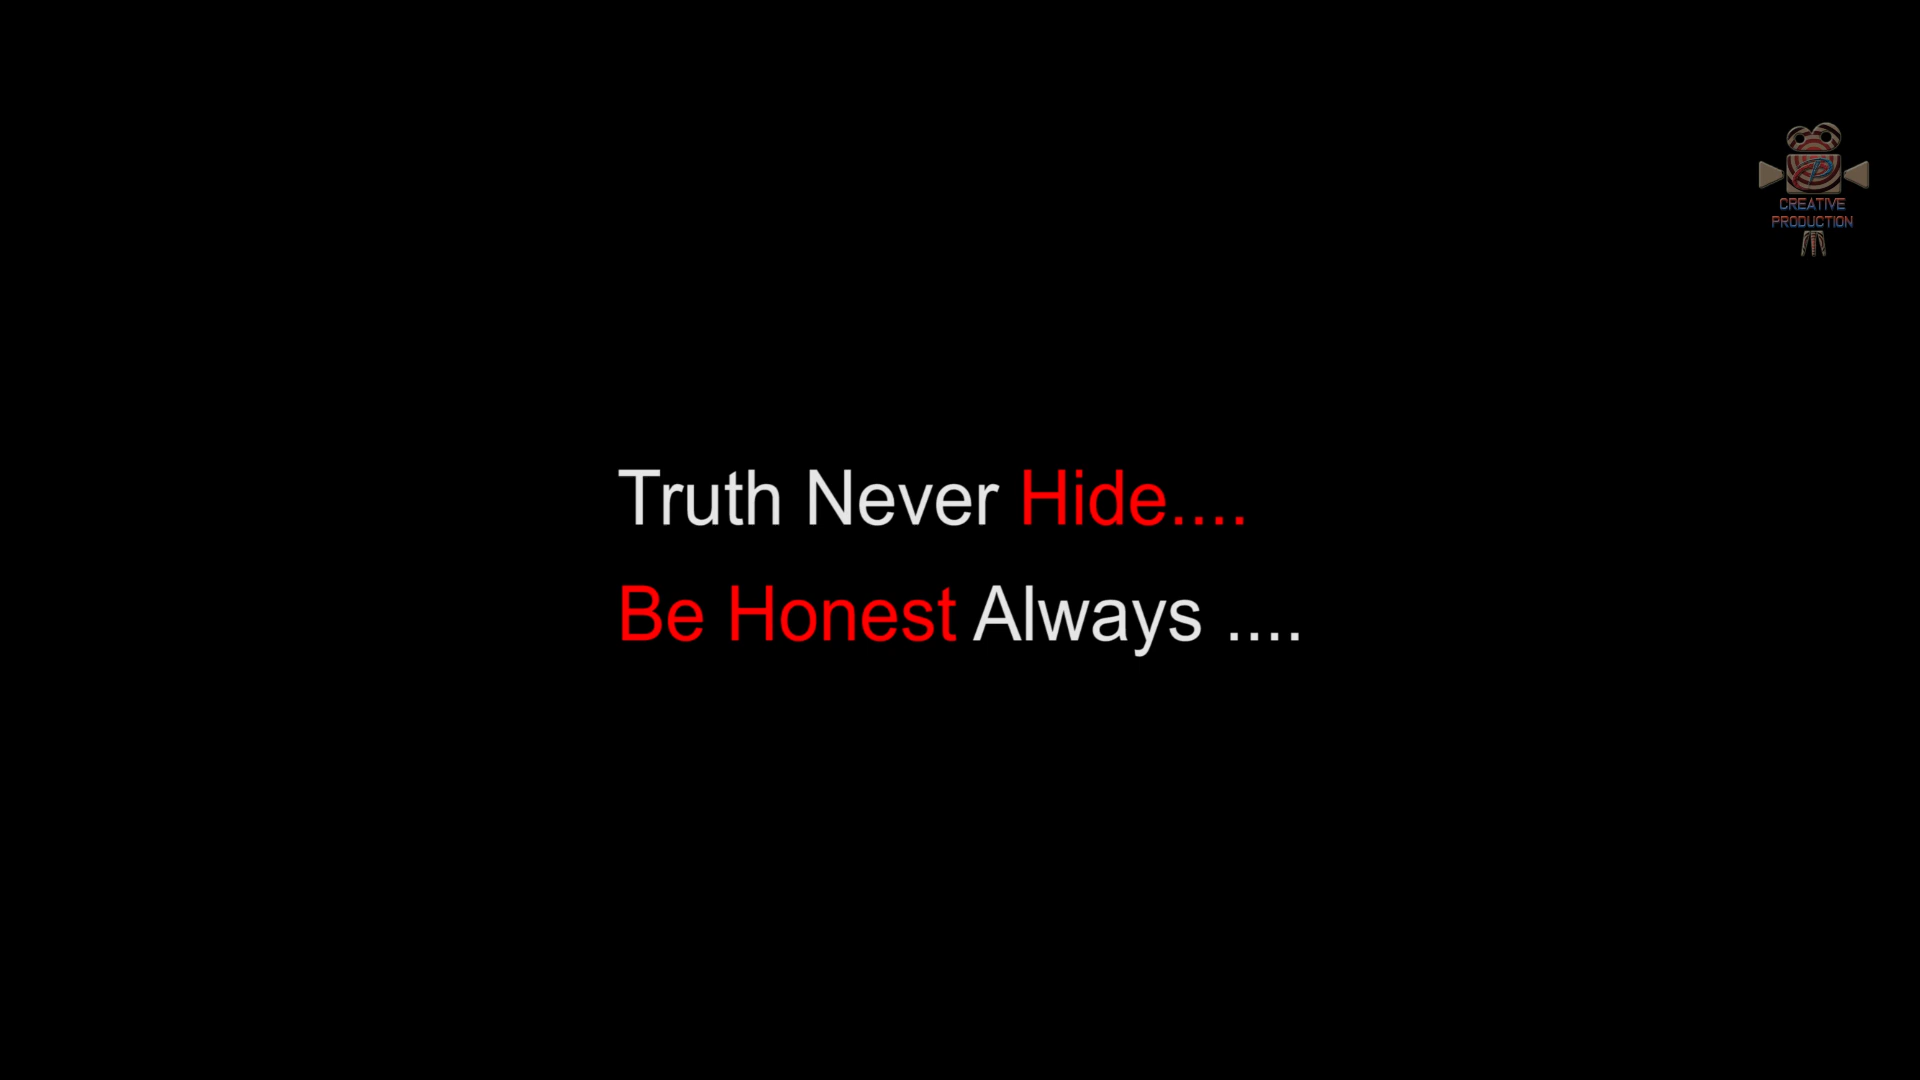 CREATIVE
PRODUCTION
Truth Never Hide....
Be Honest Always ....